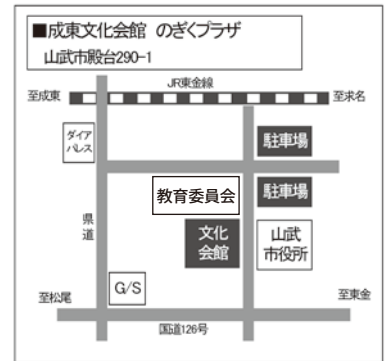 ■成東文化会館 のぎくプラザ
山武市殿台290-1
JR東金線
至成東
至求名
ダイア
パレス
駐車場
駐車場
教育委員会
県道
文化
会館
山武
市役所
G/S
至松尾
至東金
国道126号